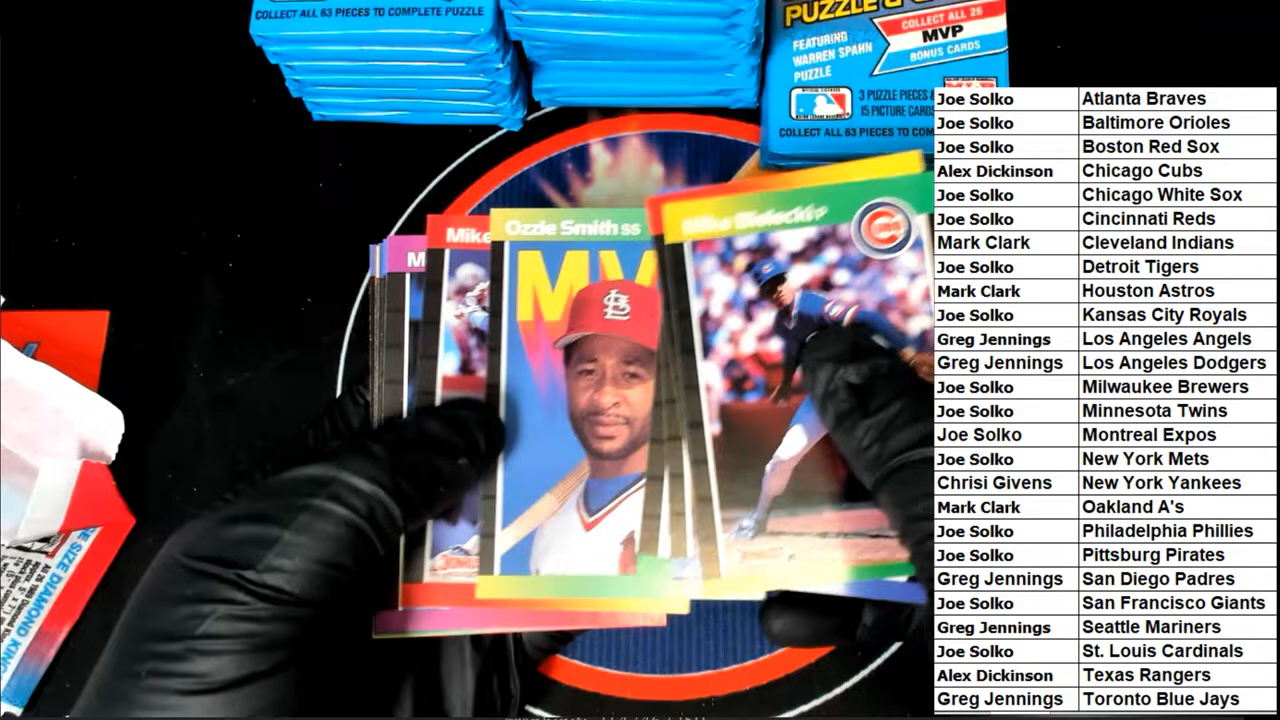 COLLECT ALL 63 PIECES TO COMPLETE PUZZLE
PUZZLE &
COLLECT ALL 26
MVP
BONUS CARDS
FEATURING
WARREN SPAHN
PUZZLE
3 PUZZLE PIECES &
15 PICTURE CARDS
COLLECT ALL 63 PIECES TO COM
M
Mike
Ozzie Smith SS
MV
Mike Bielecki P
CUBS
SIZE DIAMOND KING
Joe Solko Atlanta Braves
Joe Solko Baltimore Orioles
Joe Solko Boston Red Sox
Alex Dickinson Chicago Cubs
Joe Solko Chicago White Sox
Joe Solko Cincinnati Reds
Mark Clark Cleveland Indians
Joe Solko Detroit Tigers
Mark Clark Houston Astros
Joe Solko Kansas City Royals
Greg Jennings Los Angeles Angels
Greg Jennings Los Angeles Dodgers
Joe Solko Milwaukee Brewers
Joe Solko Minnesota Twins
Joe Solko Montreal Expos
Joe Solko New York Mets
Chrisi Givens New York Yankees
Mark Clark Oakland A's
Joe Solko Philadelphia Phillies
Joe Solko Pittsburg Pirates
Greg Jennings San Diego Padres
Joe Solko San Francisco Giants
Greg Jennings Seattle Mariners
Joe Solko St. Louis Cardinals
Alex Dickinson Texas Rangers
Greg Jennings Toronto Blue Jays